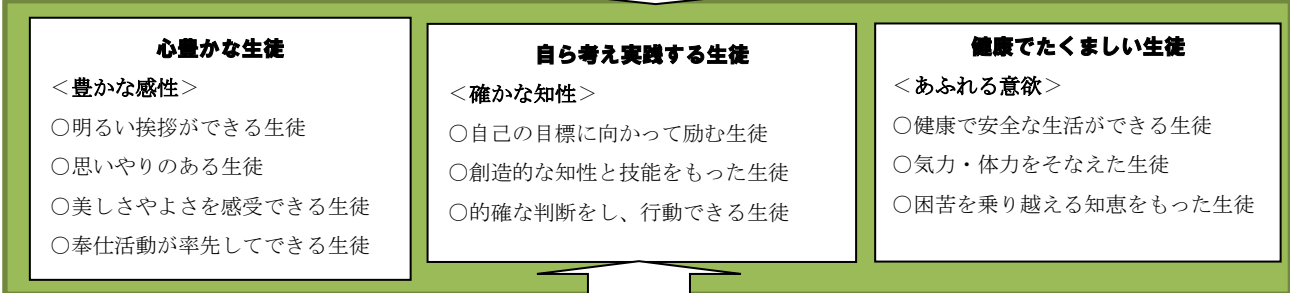 心豊かな生徒
＜豊かな感性＞
○明るい挨拶ができる生徒
○思いやりのある生徒
○美しさやよさを感受できる生徒
○奉仕活動が率先してできる生徒
自ら考え実践する生徒
＜確かな知性＞
○自己の目標に向かって励む生徒
○創造的な知性と技能をもった生徒
○的確な判断をし、行動できる生徒
健康でたくましい生徒
＜あふれる意欲＞
○健康で安全な生活ができる生徒
○気力・体力をそなえた生徒
○困苦を乗り越える知恵をもった生徒